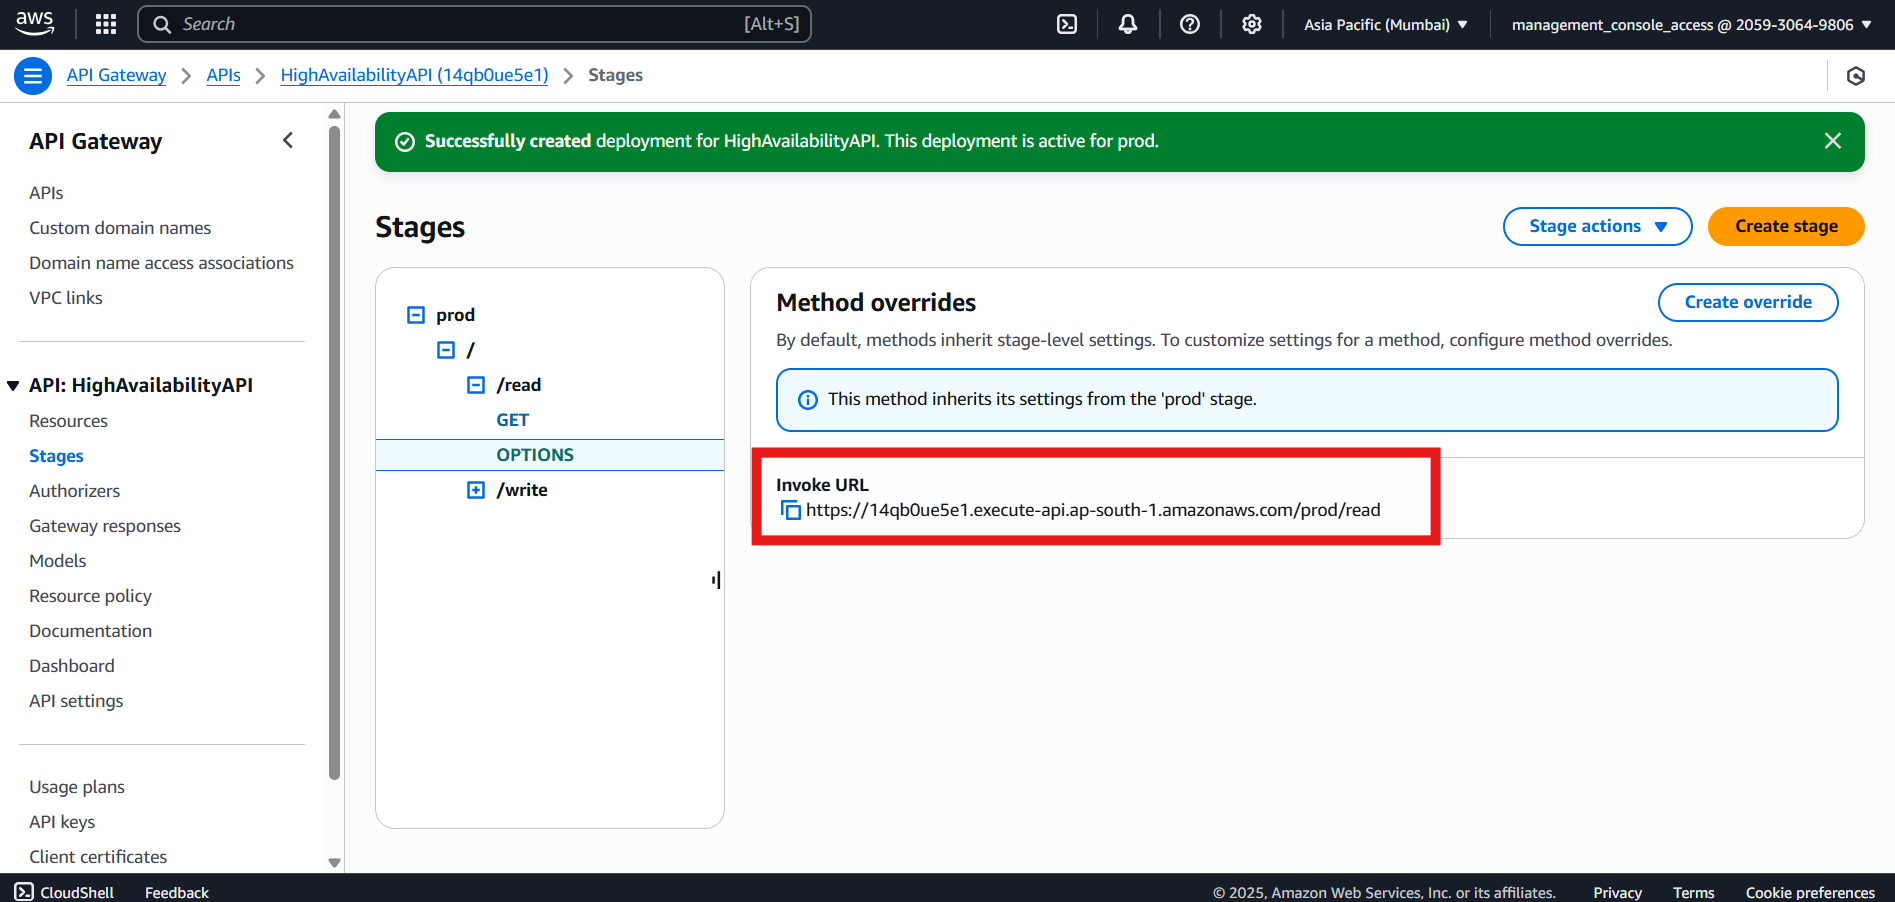 aws
Search [Alt+S]
Asia Pacific (Mumbai)
management_console_access @ 2059-3064-9806
API Gateway
APIs
HighAvailabilityAPI (14qb0ue5e1)
Stages
API Gateway
APIs
Custom domain names
Domain name access associations
VPC links
API: HighAvailabilityAPI
Resources
Stages
Authorizers
Gateway responses
Models
Resource policy
Documentation
Dashboard
API settings
Usage plans
API keys
Client certificates
Successfully created deployment for HighAvailabilityAPI. This deployment is active for prod.
Stages
Stage actions
Create stage
prod
/
/read
GET
OPTIONS
/write
Method overrides
Create override
By default, methods inherit stage-level settings. To customize settings for a method, configure method overrides.
This method inherits its settings from the 'prod' stage.
Invoke URL
https://14qb0ue5e1.execute-api.ap-south-1.amazonaws.com/prod/read
CloudShell
Feedback
© 2025, Amazon Web Services, Inc. or its affiliates.
Privacy
Terms
Cookie preferences